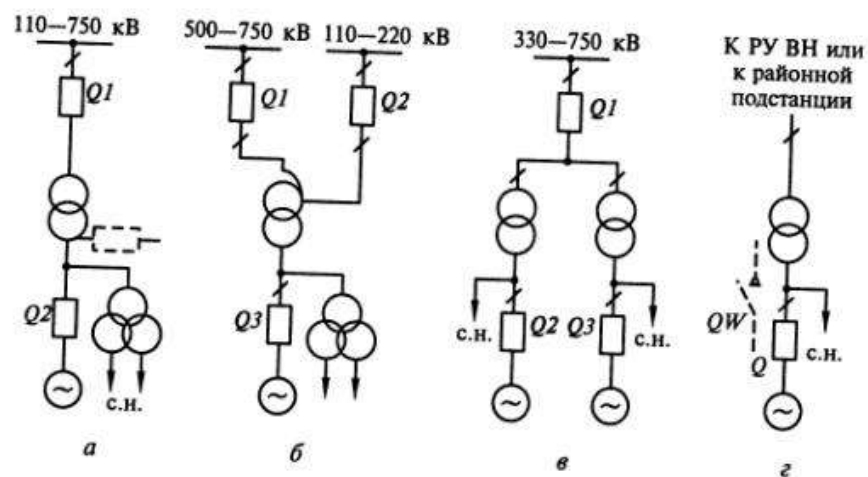 110—750 кВ
Q1
Q2
с.н.
а
500—750 кВ
110—220 кВ
Q1
Q2
Q3
б
330—750 кВ
Q1
с.н.
Q2
Q3
с.н.
в
К РУ ВН или
к районной
подстанции
QW
Q
с.н.
г